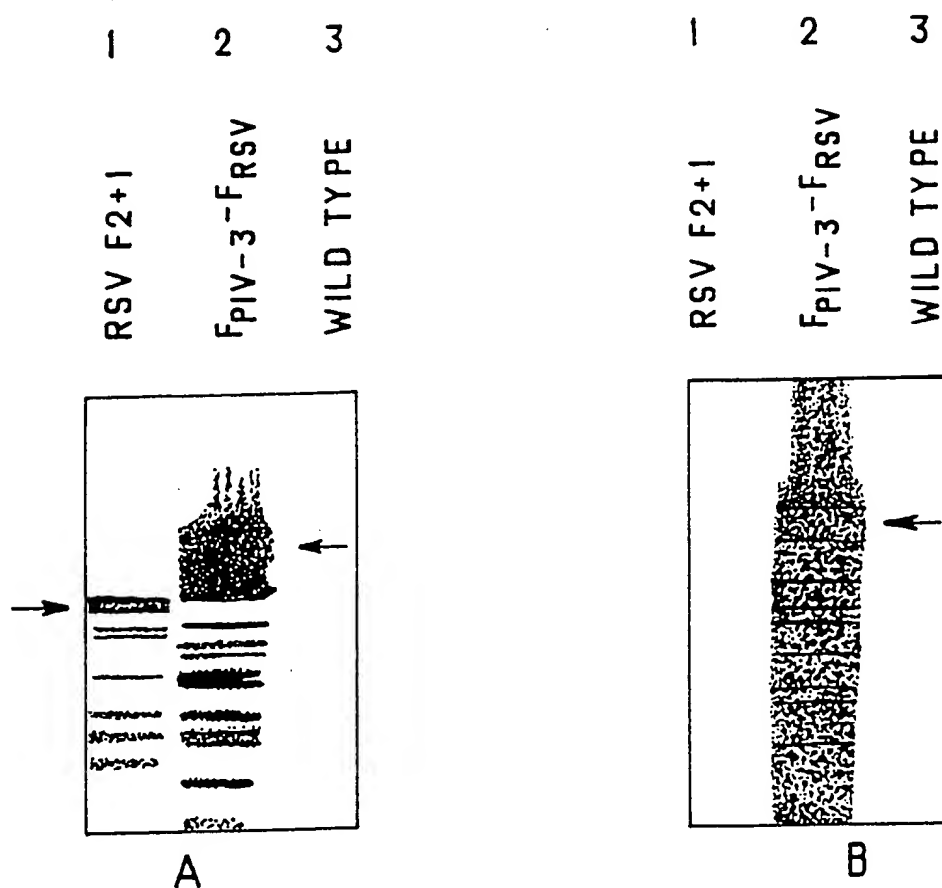 1 2 3
RSV F2+1
FPIV-3-FRSV
WILD TYPE
A
1 2 3
RSV F2+1
FPIV-3-FRSV
WILD TYPE
B